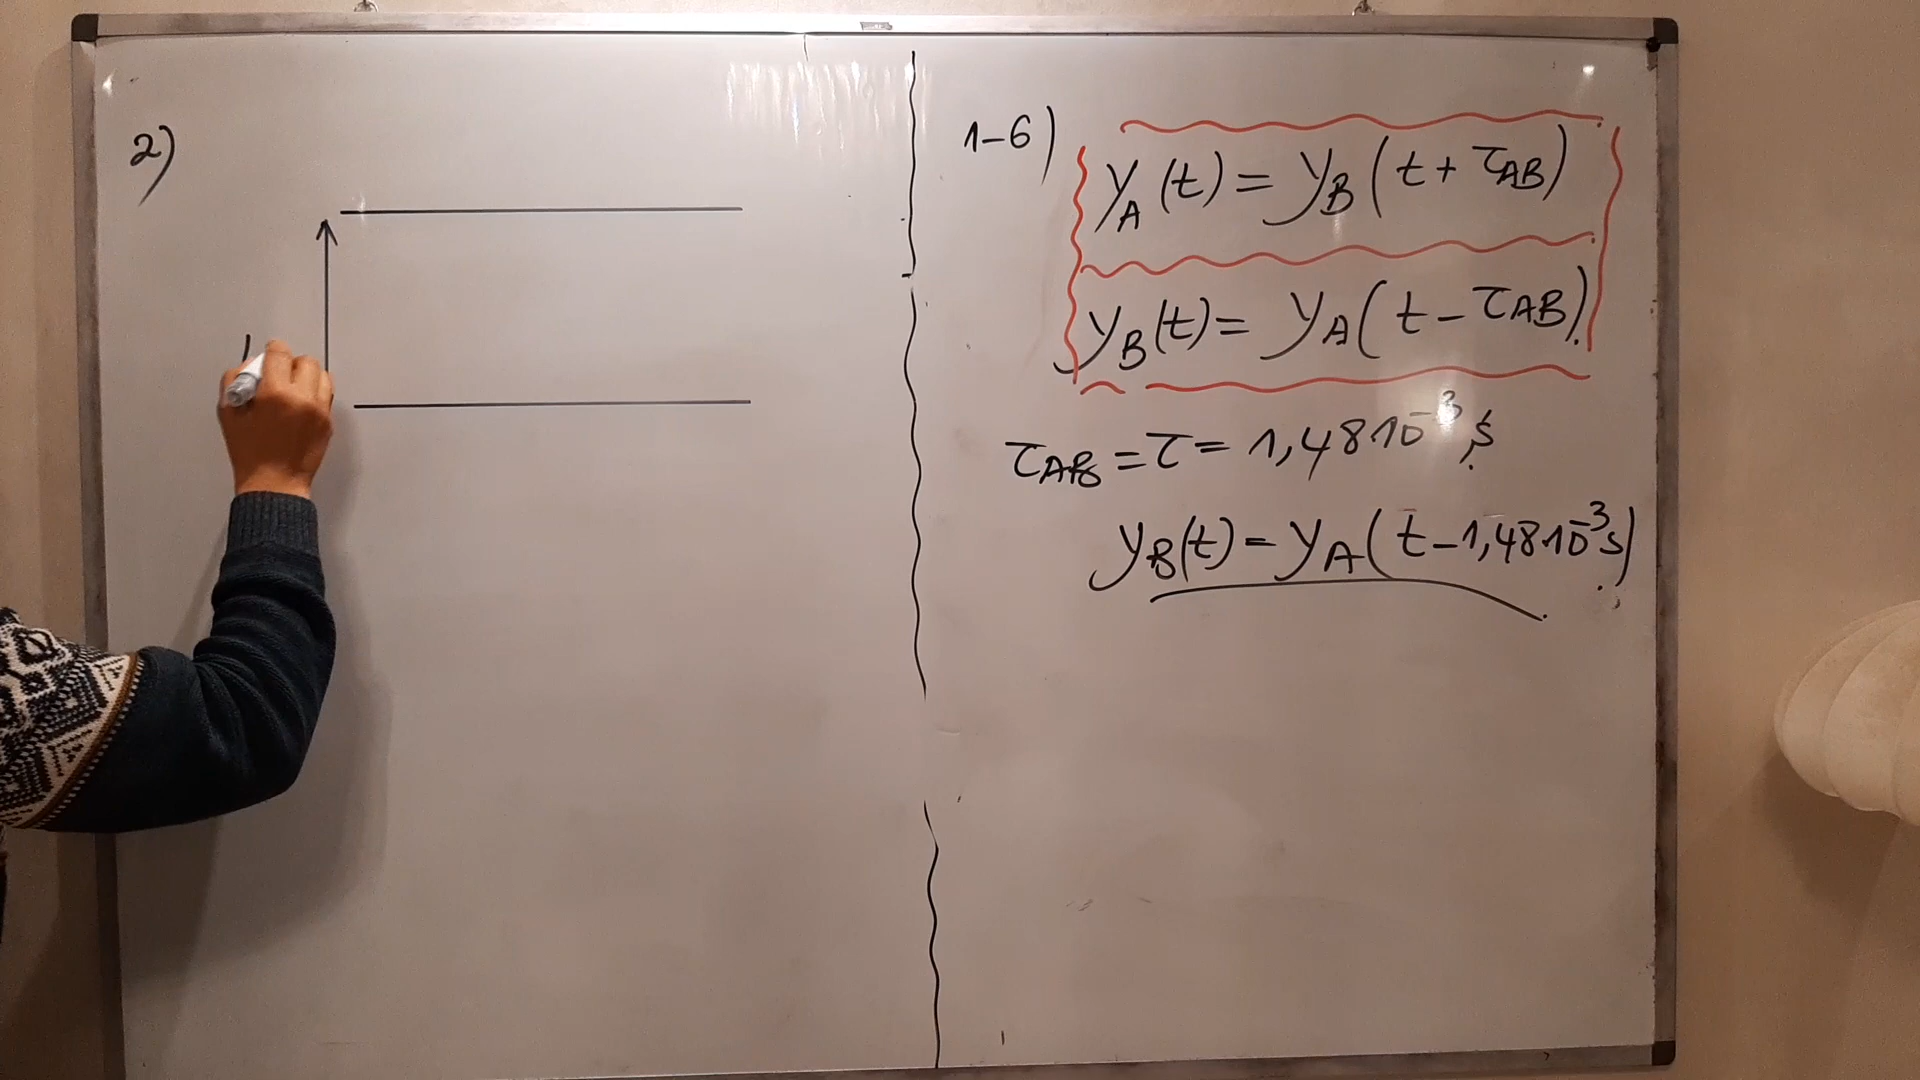 2)
1-6)
y_A(t) = y_B(t + τ_AB)
y_B(t) = y_A(t - τ_AB).
τ_AB = τ = 1,48 10⁻³ s.
y_B(t) = y_A(t - 1,48 10⁻³ s)